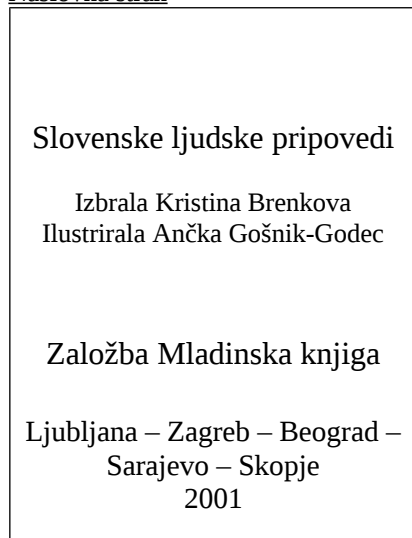 Naslovna stran
Slovenske ljudske pripovedi
Izbrala Kristina Brenkova
Ilustrirala Ančka Gošnik-Godec
Založba Mladinska knjiga
Ljubljana – Zagreb – Beograd –
Sarajevo – Skopje
2001